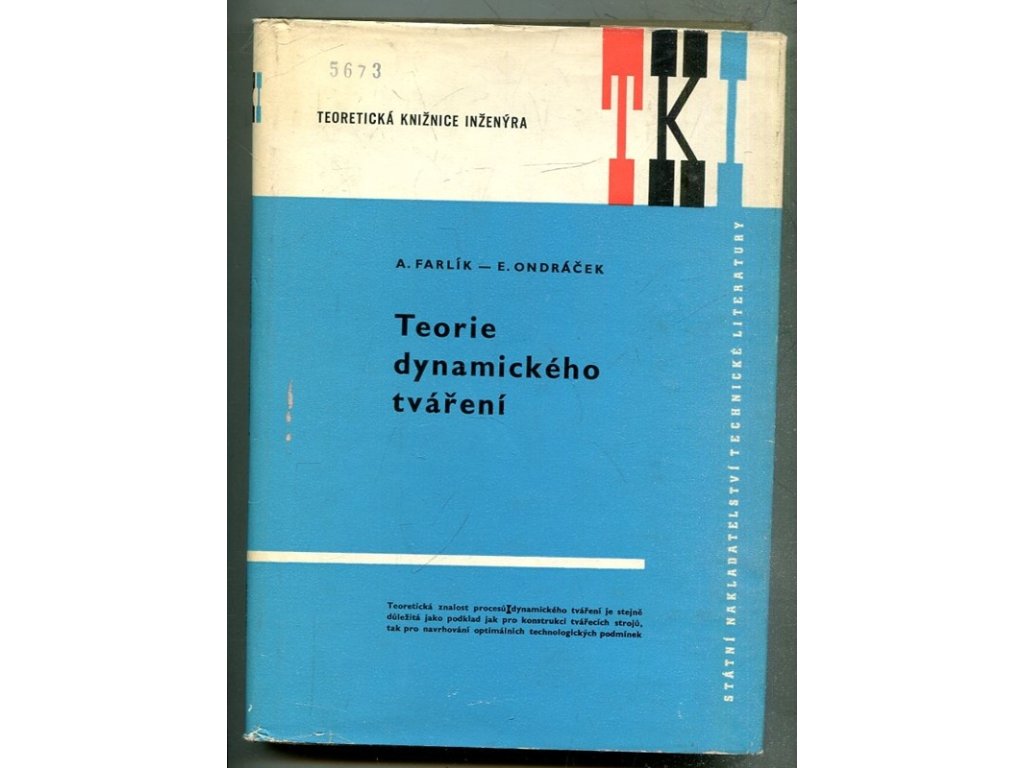 5673
TEORETICKÁ KNIŽNICE INŽENÝRA
TKI
A. FARLÍK — E. ONDRÁČEK
Teorie
dynamického
tváření
Teoretická znalost procesů dynamického tváření je stejně
důležitá jako podklad jak pro konstrukci tvářecích strojů,
tak pro navrhování optimálních technologických podmínek
STÁTNÍ NAKLADATELSTVÍ TECHNICKÉ LITERATURY